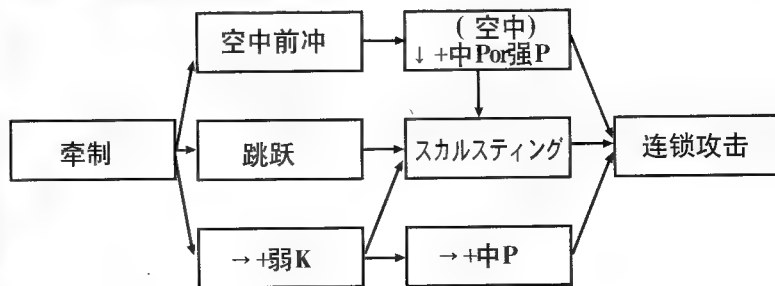 空中前冲
( 空中)
↓ +中Por强P
牵制
跳跃
スカルスティング
连锁攻击
→ +弱K
→ +中P